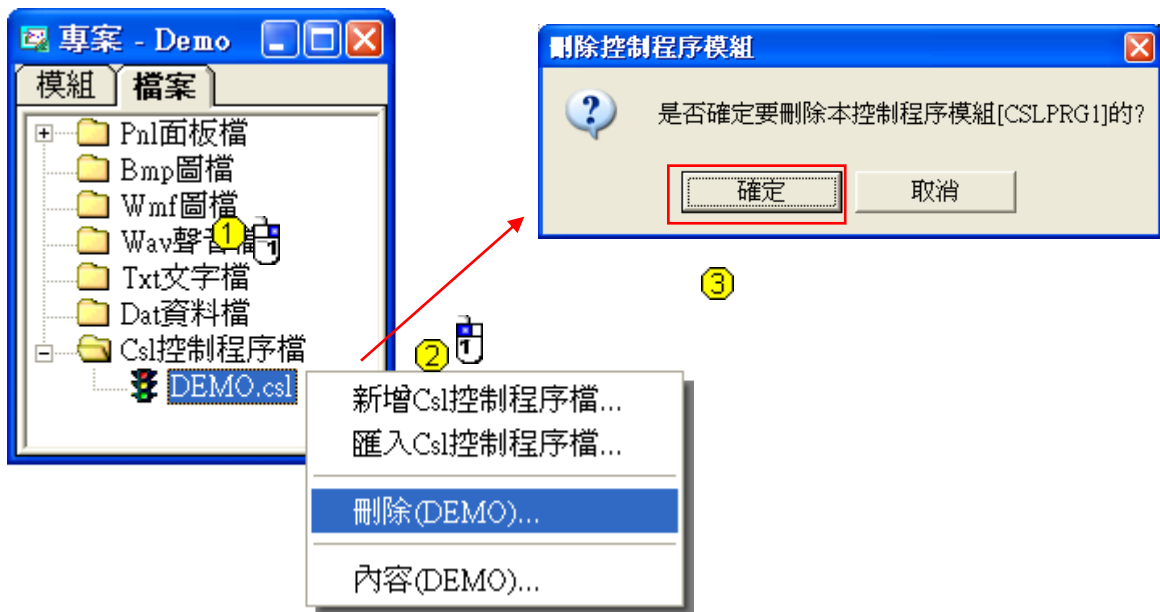 專案 - Demo
模組 檔案
Pnl面板檔
Bmp圖檔
Wmf圖檔
Wav聲音檔
Txt文字檔
Dat資料檔
Csl控制程序檔
DEMO.csl
1
1
2
1
新增Csl控制程序檔...
匯入Csl控制程序檔...
刪除(DEMO)...
內容(DEMO)...
刪除控制程序模組
是否確定要刪除本控制程序模組[CSLPRG1]的?
確定 取消
3